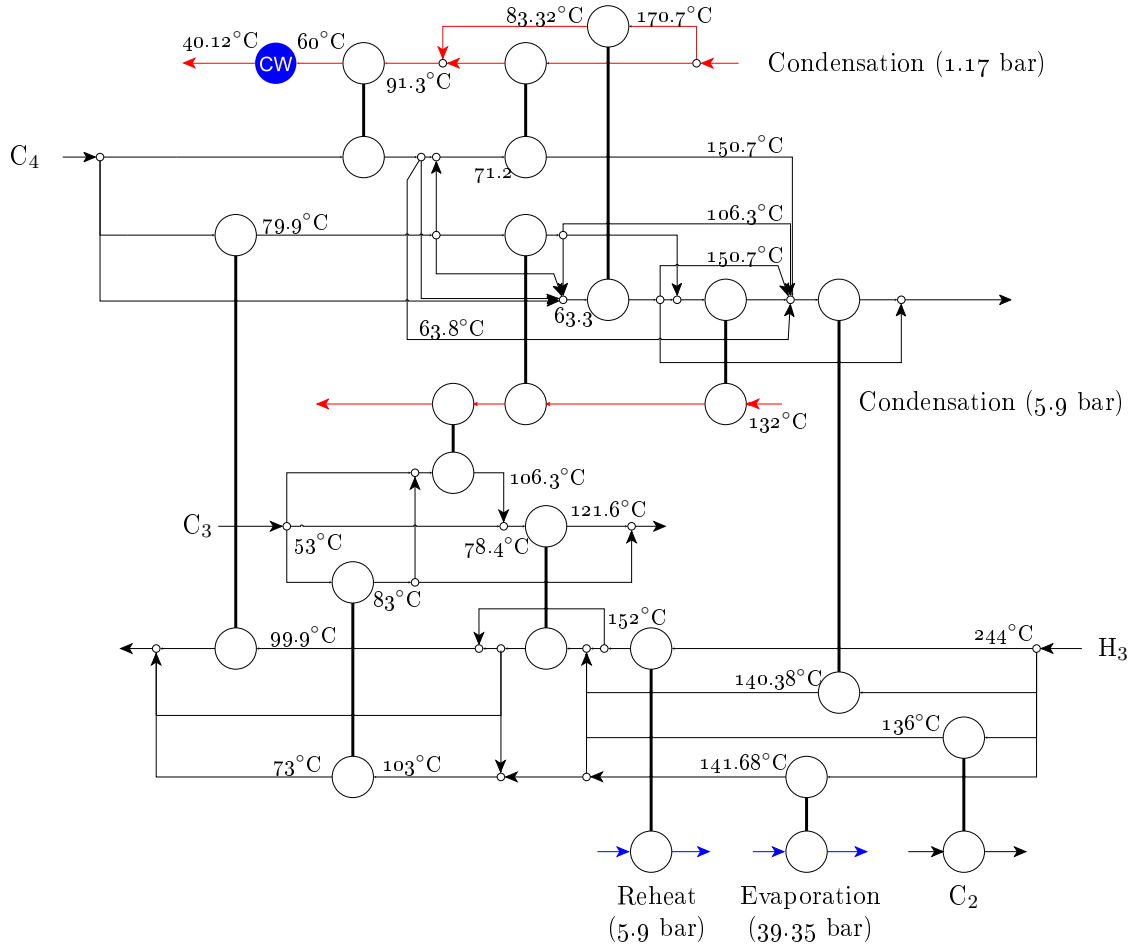 83.32°C
170.7°C
40.12°C
60°C
CW
Condensation (1.17 bar)
91.3°C
C4
150.7°C
71.2
79.9°C
106.3°C
150.7°C
63.3
63.8°C
Condensation (5.9 bar)
132°C
106.3°C
121.6°C
C3
53°C
78.4°C
83°C
152°C
99.9°C
244°C
H3
140.38°C
136°C
73°C
103°C
141.68°C
Reheat
(5.9 bar)
Evaporation
(39.35 bar)
C2